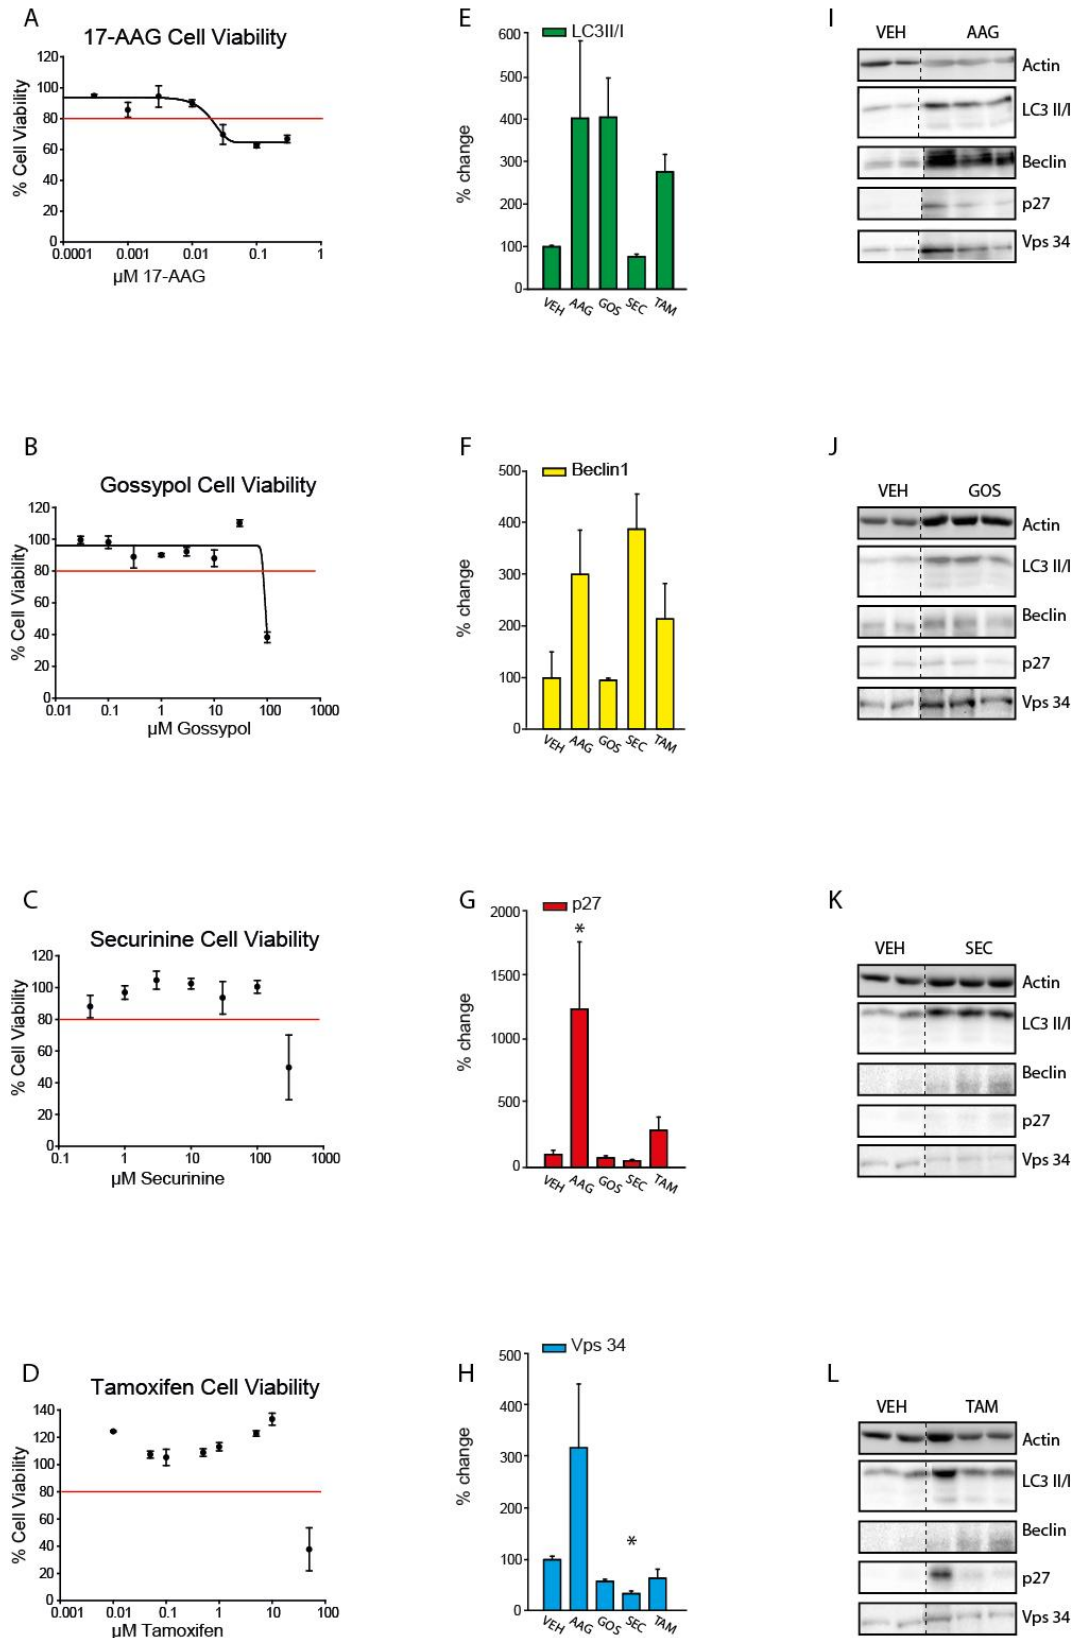 A
17-AAG Cell Viability
% Cell Viability
120
100
80
60
40
20
0
0.0001
0.001
0.01
0.1
1
µM 17-AAG
E
LC3II/I
% change
600
500
400
300
200
100
0
VEH
AAG
GOS
SEC
TAM
I
VEH
AAG
Actin
LC3 II/I
Beclin
p27
Vps 34
B
Gossypol Cell Viability
% Cell Viability
120
100
80
60
40
20
0
0.01
0.1
1
10
100
1000
µM Gossypol
F
Beclin1
% change
500
400
300
200
100
0
VEH
AAG
GOS
SEC
TAM
J
VEH
GOS
Actin
LC3 II/I
Beclin
p27
Vps 34
C
Securinine Cell Viability
% Cell Viability
120
100
80
60
40
20
0
0.1
1
10
100
1000
µM Securinine
G
p27
*
% change
2000
1500
1000
500
0
VEH
AAG
GOS
SEC
TAM
K
VEH
SEC
Actin
LC3 II/I
Beclin
p27
Vps 34
D
Tamoxifen Cell Viability
% Cell Viability
140
120
100
80
60
40
20
0
0.001
0.01
0.1
1
10
100
µM Tamoxifen
H
Vps 34
*
% change
500
400
300
200
100
0
VEH
AAG
GOS
SEC
TAM
L
VEH
TAM
Actin
LC3 II/I
Beclin
p27
Vps 34